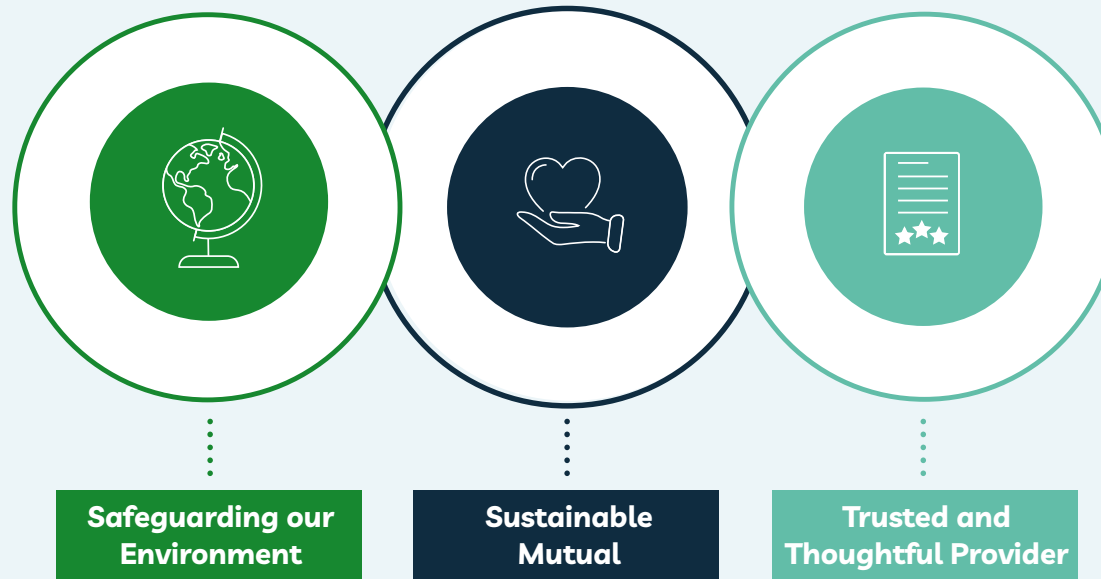 Safeguarding our
Environment
Sustainable
Mutual
Trusted and
Thoughtful Provider